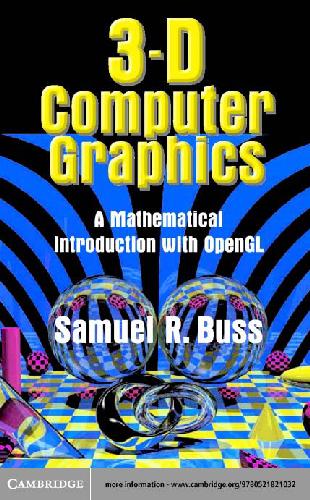 3-D
Computer
Graphics
A Mathematical
Introduction with OpenGL
Samuel R. Buss
CAMBRIDGE
more information - www.cambridge.org/9780521821032